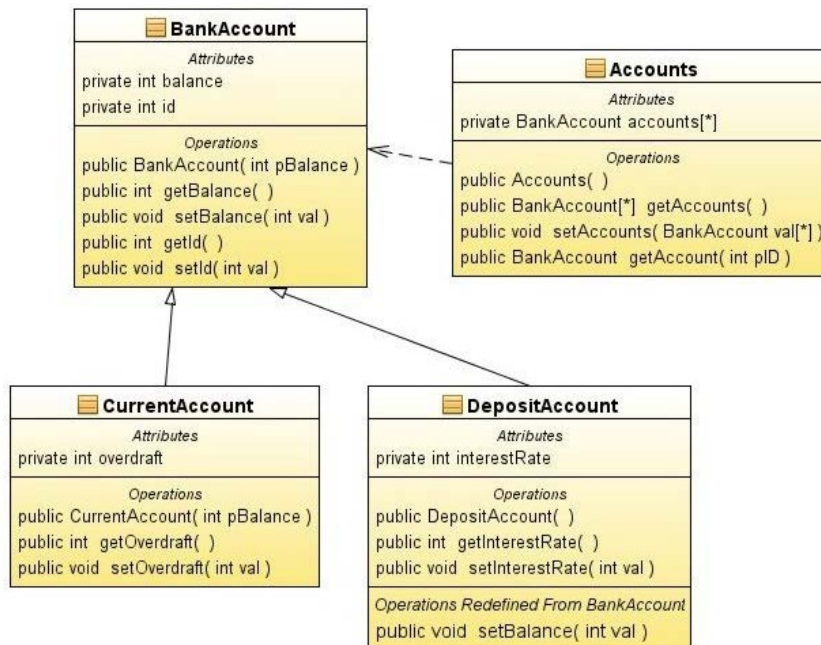 BankAccount
Attributes
private int balance
private int id
Operations
public BankAccount( int pBalance )
public int getBalance( )
public void setBalance( int val )
public int getId( )
public void setId( int val )
Accounts
Attributes
private BankAccount accounts[*]
Operations
public Accounts( )
public BankAccount[*] getAccounts( )
public void setAccounts( BankAccount val[*] )
public BankAccount getAccount( int pID )
CurrentAccount
Attributes
private int overdraft
Operations
public CurrentAccount( int pBalance )
public int getOverdraft( )
public void setOverdraft( int val )
DepositAccount
Attributes
private int interestRate
Operations
public DepositAccount( )
public int getInterestRate( )
public void setInterestRate( int val )
Operations Redefined From BankAccount
public void setBalance( int val )